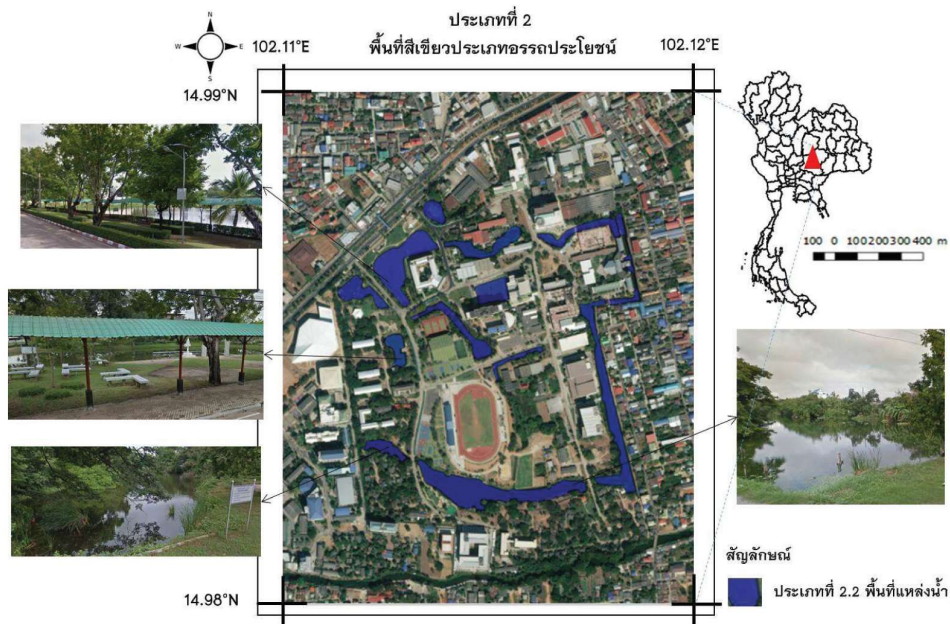 ประเภทที่ 2
พื้นที่สีเขียวประเภทอรรถประโยชน์
N
W E
S
102.11°E
102.12°E
14.99°N
100 0 100 200 300 400 m
สัญลักษณ์
ประเภทที่ 2.2 พื้นที่แหล่งน้ำ
14.98°N